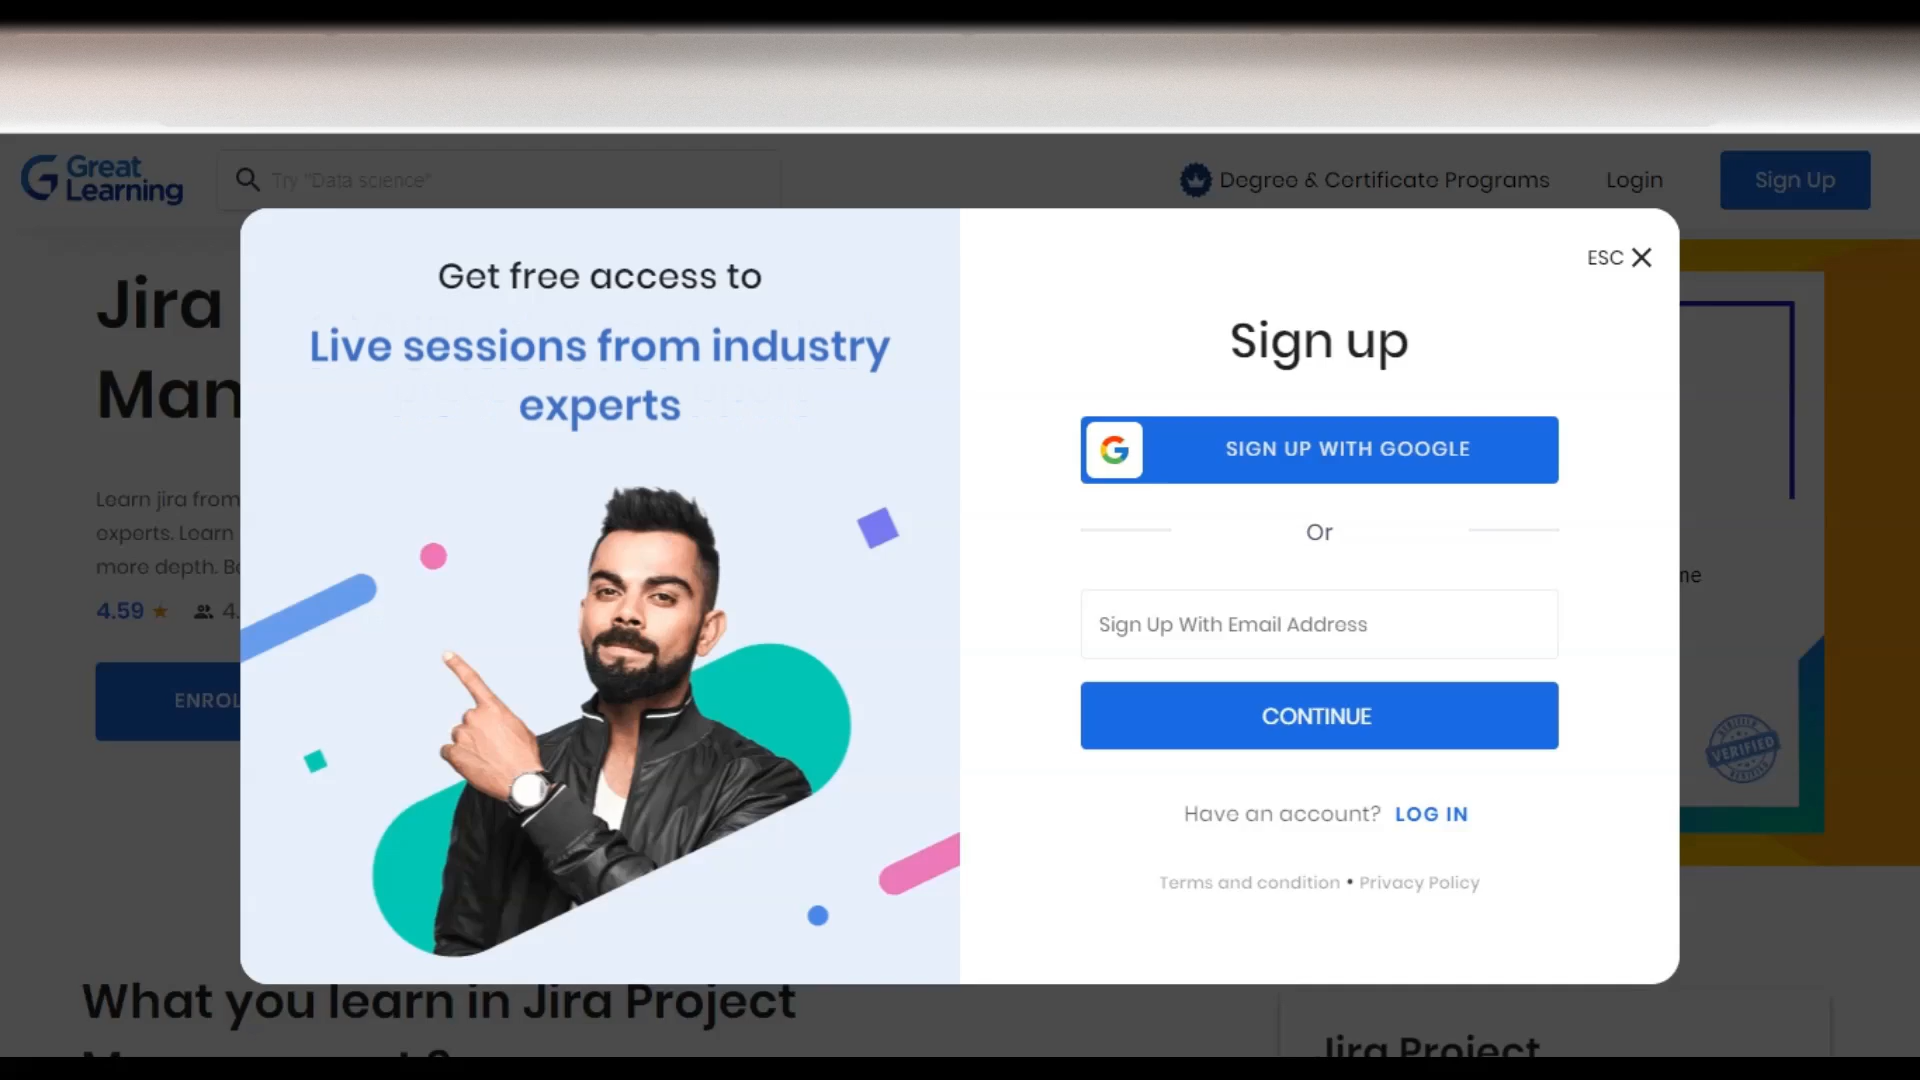 Great
Learning
Try "Data science"
Degree & Certificate Programs
Login
Sign Up
Jira
Man
Learn jira from
experts. Learn
more depth. Be
4.59
4.
ENROL
Get free access to
Live sessions from industry
experts
ESC
Sign up
G
SIGN UP WITH GOOGLE
Or
Sign Up With Email Address
CONTINUE
Have an account? LOG IN
Terms and condition • Privacy Policy
me
VERIFIED
What you learn in Jira Project
Jira Project